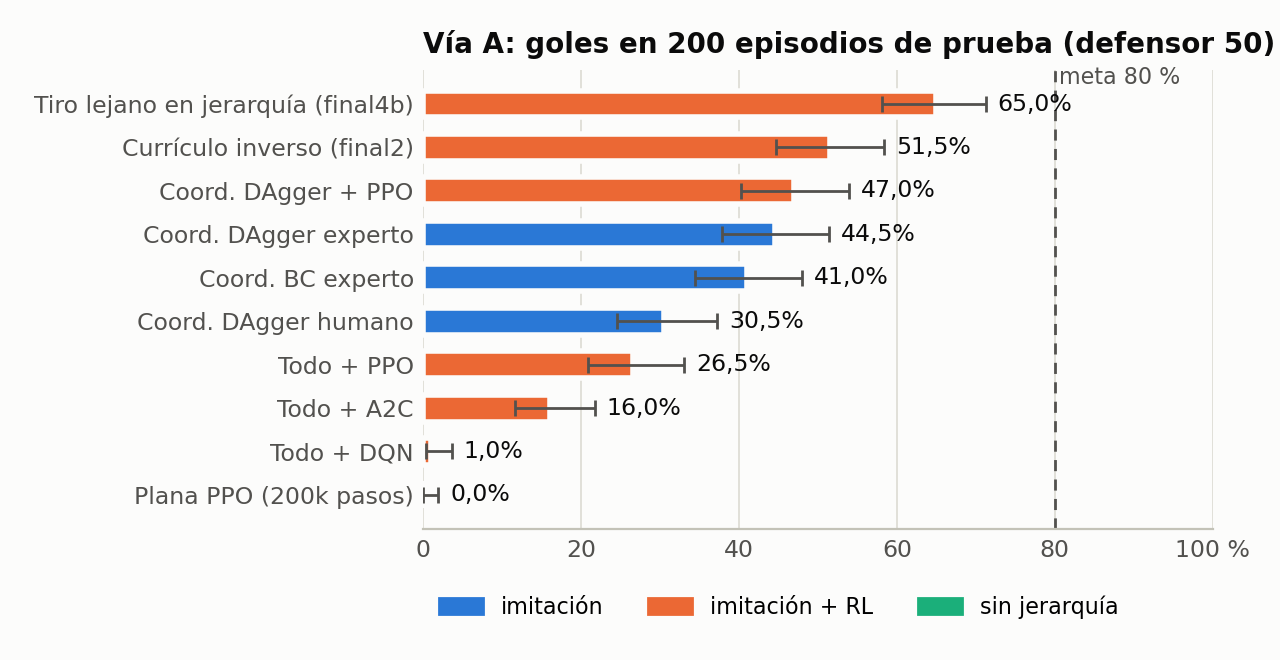 Vía A: goles en 200 episodios de prueba (defensor 50)
meta 80 %
Tiro lejano en jerarquía (final4b) 65,0%
Currículo inverso (final2) 51,5%
Coord. DAgger + PPO 47,0%
Coord. DAgger experto 44,5%
Coord. BC experto 41,0%
Coord. DAgger humano 30,5%
Todo + PPO 26,5%
Todo + A2C 16,0%
Todo + DQN 1,0%
Plana PPO (200k pasos) 0,0%
0 20 40 60 80 100 %
imitación imitación + RL sin jerarquía